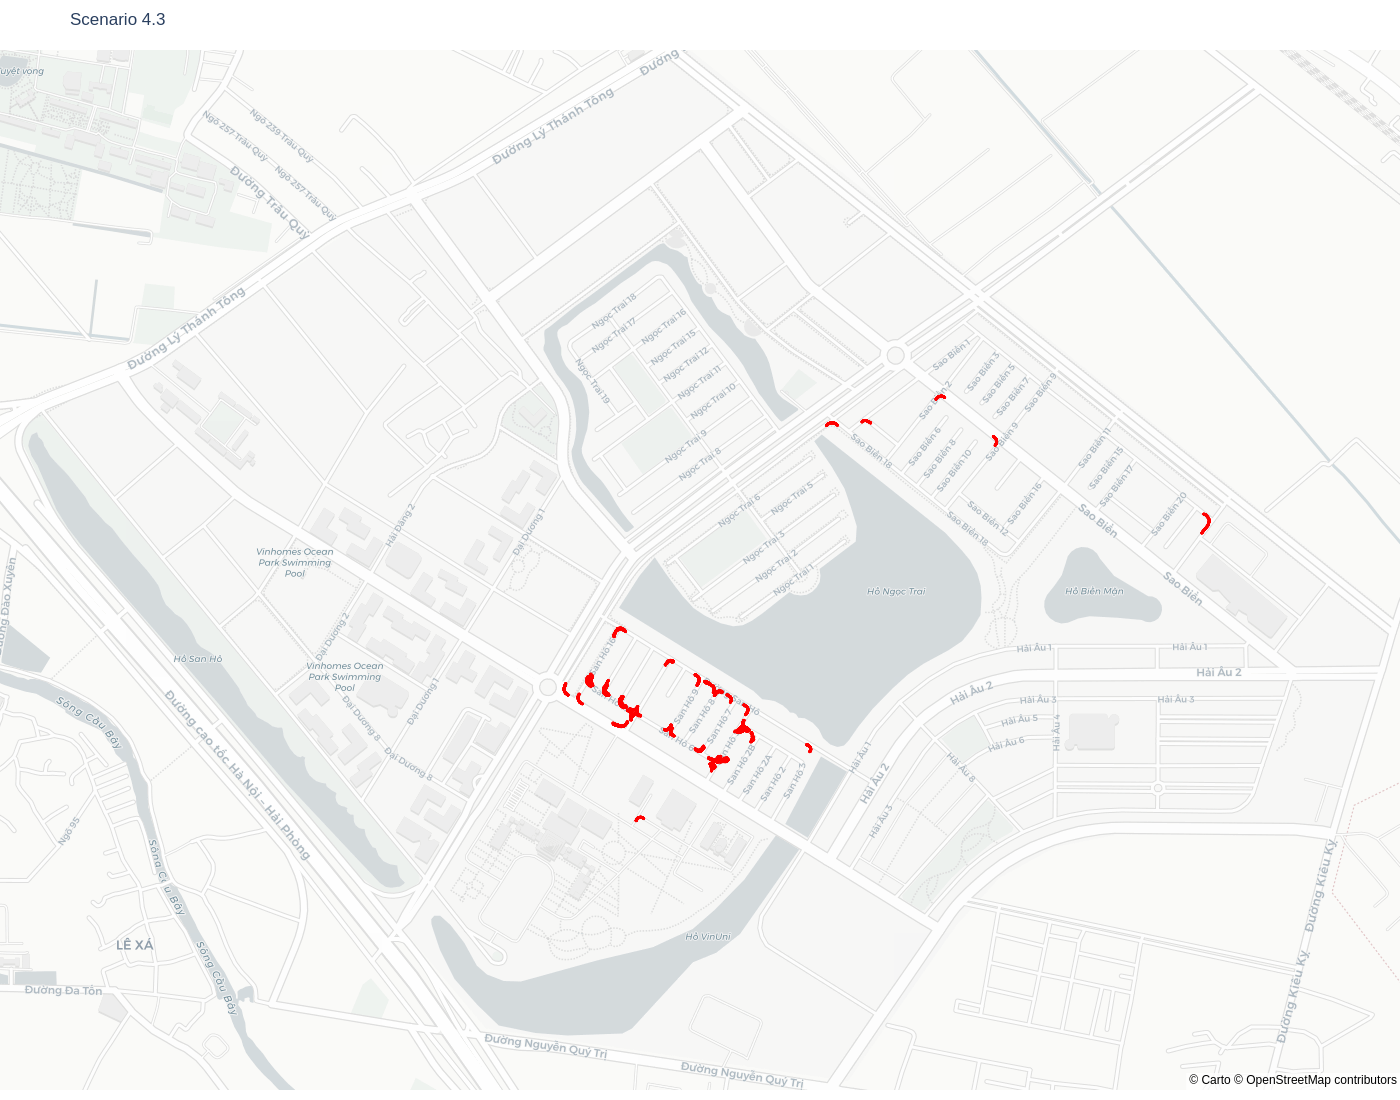 Scenario 4.3
Đường
Đường Lý Thánh Tông
Ngõ 239 Trâu Quỳ
Ngõ 257 Trâu Quỳ
Ngõ 257 Trâu Quỳ
Đường Trâu Quỳ
Đường Lý Thánh Tông
Ngọc Trai 18
Ngọc Trai 17
Ngọc Trai 16
Ngọc Trai 15
Ngọc Trai 12
Ngọc Trai 11
Ngọc Trai 10
Ngọc Trai 19
Ngọc Trai 9
Ngọc Trai 8
Ngọc Trai 6
Ngọc Trai 5
Ngọc Trai 3
Ngọc Trai 2
Ngọc Trai 1
Sao Biển 1
Sao Biển 3
Sao Biển 5
Sao Biển 7
Sao Biển 9
Sao Biển 2
Sao Biển 9
Sao Biển 6
Sao Biển 8
Sao Biển 10
Sao Biển 18
Sao Biển 11
Sao Biển 15
Sao Biển 17
Sao Biển 16
Sao Biển 12
Sao Biển 18
Sao Biển 20
Sao Biển
Sao Biển
Hải Đăng 2
Đại Dương 1
Vinhomes Ocean
Park Swimming
Pool
Đại Dương 2
Vinhomes Ocean
Park Swimming
Pool
Đại Dương 1
Đại Dương 8
Đại Dương 8
Hồ San Hô
Hồ Ngọc Trai
Hồ Biển Mặn
Hải Âu 1
Hải Âu 1
Hải Âu 2
Hải Âu 2
Hải Âu 3
Hải Âu 3
Hải Âu 5
Hải Âu 4
Hải Âu 6
Hải Âu 8
Hải Âu 1
Hải Âu 2
Hải Âu 3
San Hô 16
San Hô 9
San Hô 8
San Hô 7
San Hô 2B
San Hô 2A
San Hô 2
San Hô 3
Sông Cầu Bây
Đường cao tốc Hà Nội - Hải Phòng
Ngõ 95
Sông Cầu Bây
Sông Cầu Bây
LÊ XÁ
Đường Đa Tốn
Hồ VinUni
Đường Nguyễn Quý Trị
Đường Nguyễn Quý Trị
Đường Kiêu Kỵ
Đường Kiêu Kỵ
© Carto © OpenStreetMap contributors